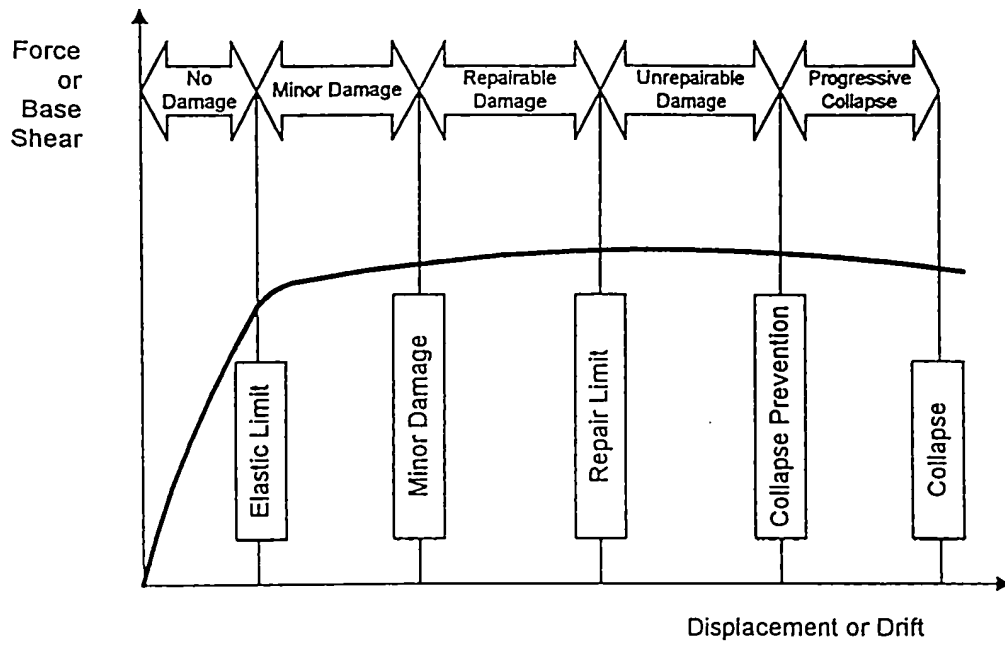 Force
or
Base
Shear
No
Damage
Minor Damage
Repairable
Damage
Unrepairable
Damage
Progressive
Collapse
Elastic Limit
Minor Damage
Repair Limit
Collapse Prevention
Collapse
Displacement or Drift